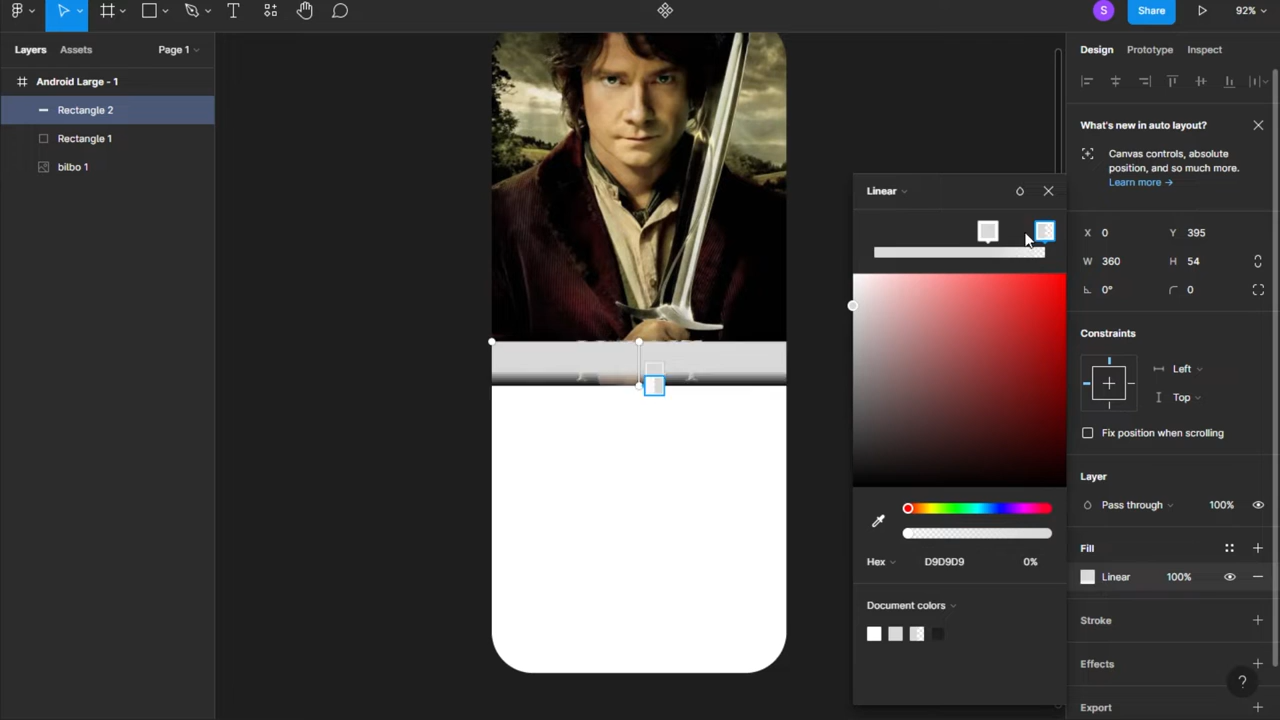 S
Share
92%
Layers
Assets
Page 1
Android Large - 1
Rectangle 2
Rectangle 1
bilbo 1
Design
Prototype
Inspect
What's new in auto layout?
Canvas controls, absolute
position, and so much more.
Learn more →
Linear
X 0
Y 395
W 360
H 54
0°
0
Constraints
Left
Top
Fix position when scrolling
Layer
Pass through
100%
Fill
Linear
100%
Hex
D9D9D9
0%
Document colors
Stroke
Effects
Export
?